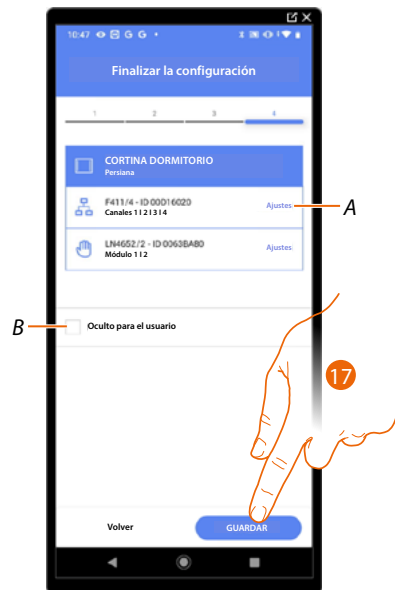 10:47 G G
Finalizar la configuración
1 2 3 4
CORTINA DORMITORIO
Persiana
F411/4 - ID 00D16020 Ajustes A
Canales 1 I 2 I 3 I 4
LN4652/2 - ID 0063BA80 Ajustes
Módulo 1 I 2
B Oculto para el usuario
17
Volver GUARDAR